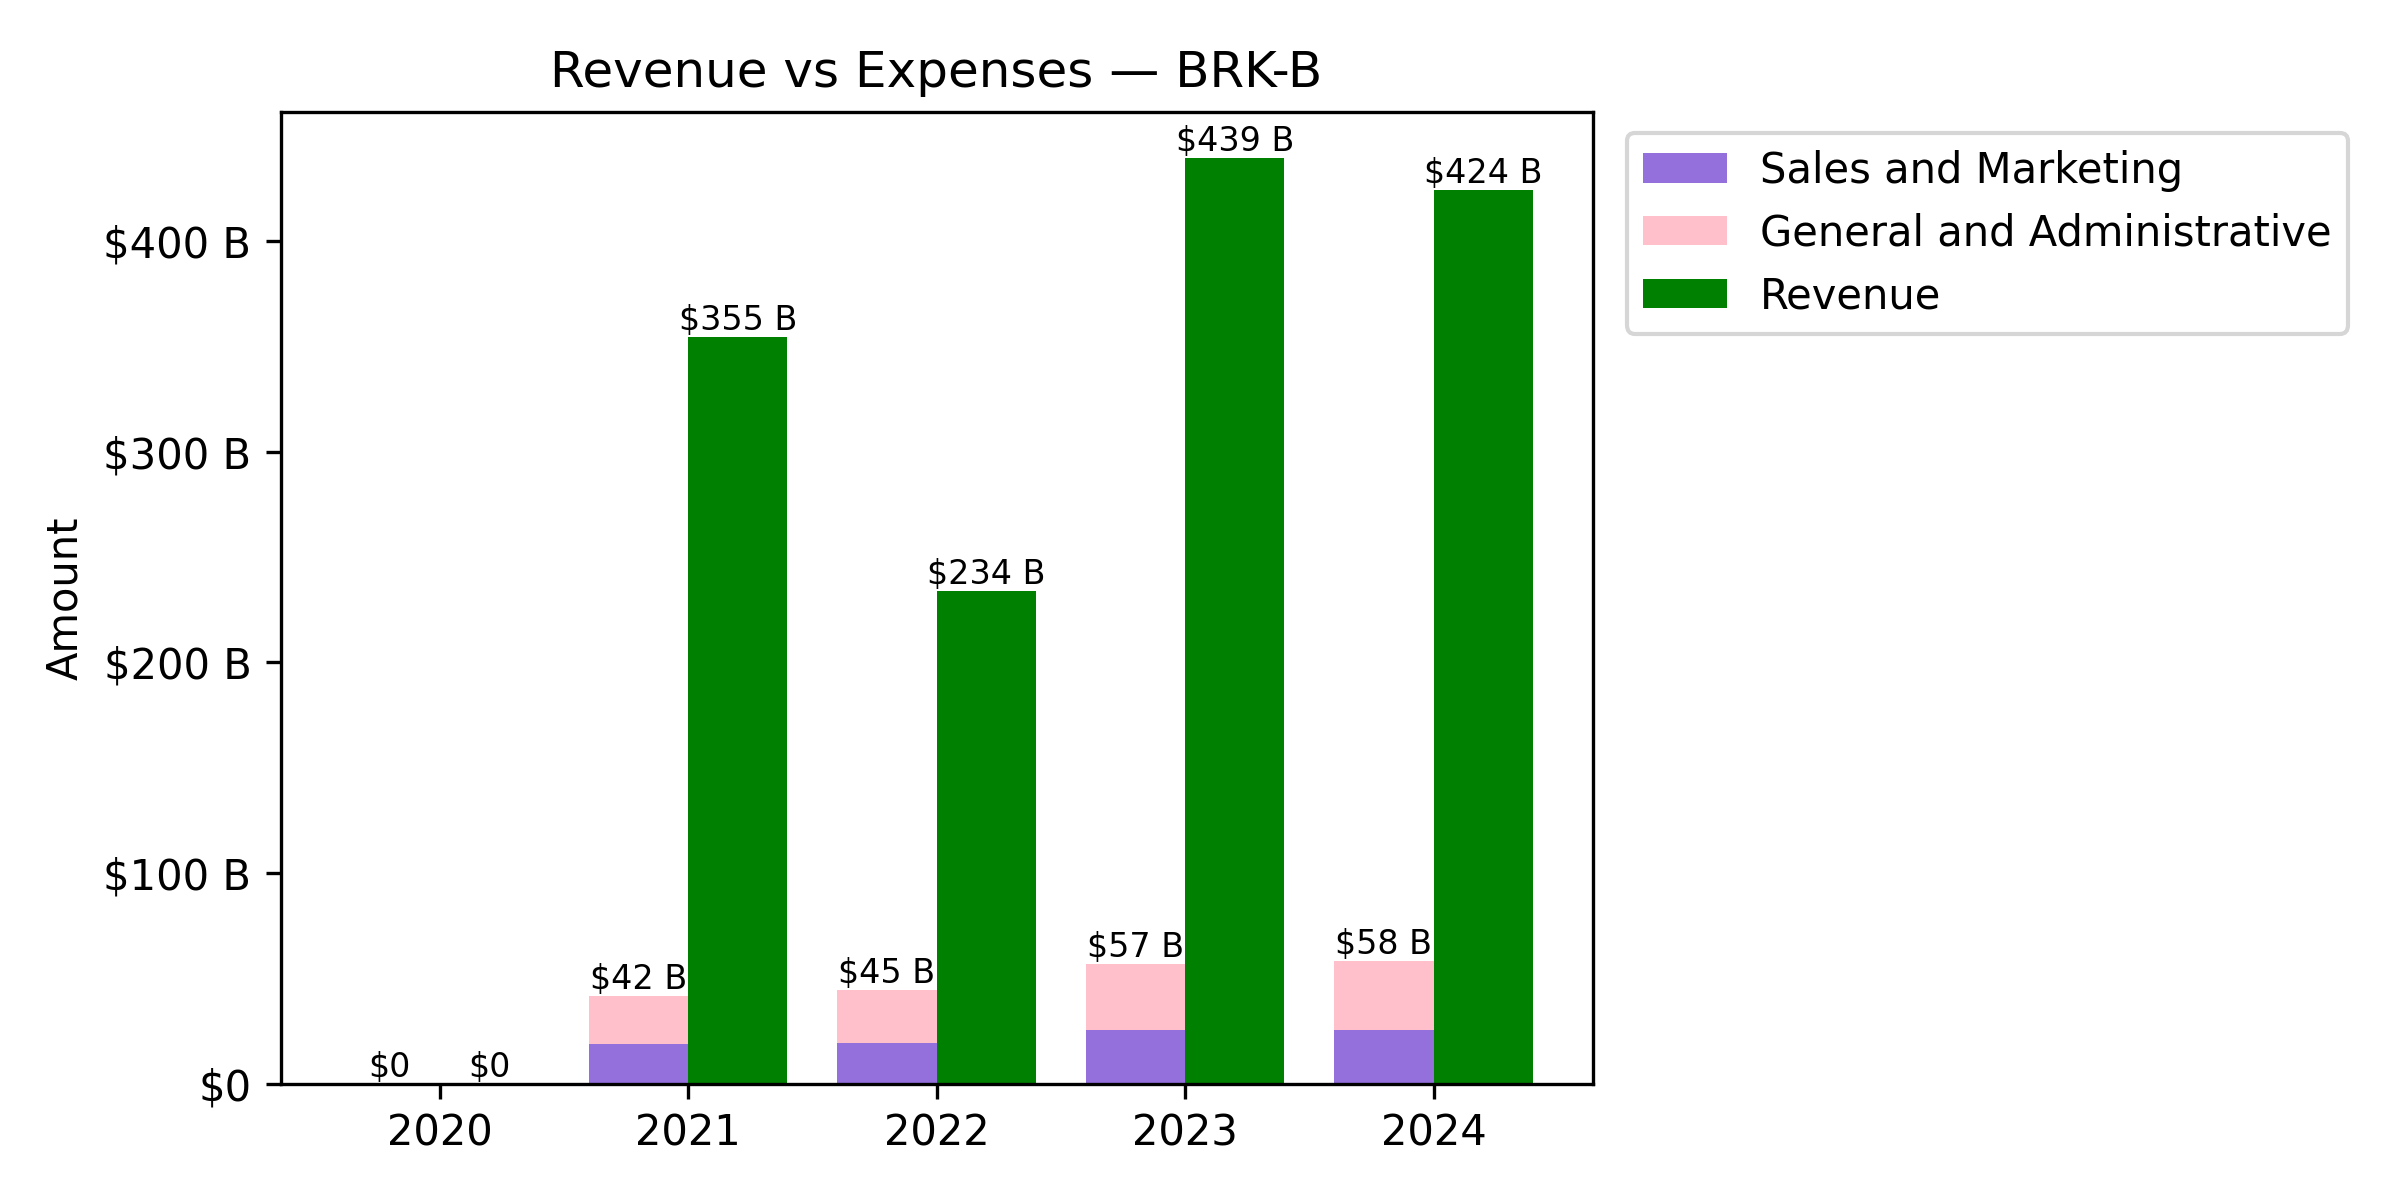 Revenue vs Expenses — BRK-B
Sales and Marketing
General and Administrative
Revenue
Amount
$400 B
$300 B
$200 B
$100 B
$0
$0
$0
$42 B
$355 B
$45 B
$234 B
$57 B
$439 B
$58 B
$424 B
2020
2021
2022
2023
2024